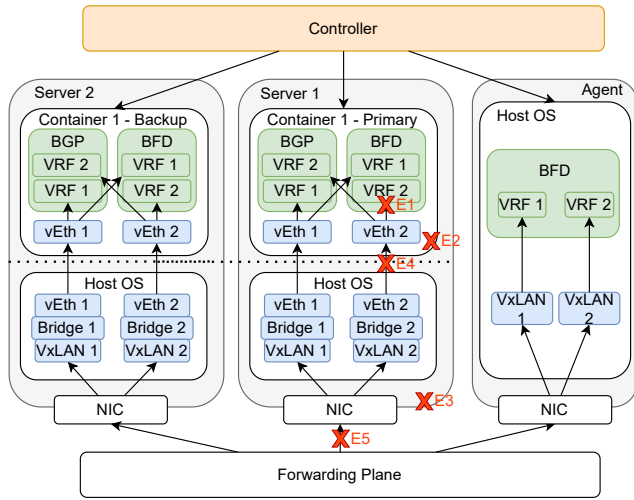 Controller
Server 2
Container 1 - Backup
BGP
BFD
VRF 2
VRF 1
VRF 1
VRF 2
vEth 1
vEth 2
Host OS
vEth 1
vEth 2
Bridge 1
Bridge 2
VxLAN 1
VxLAN 2
NIC
Server 1
Container 1 - Primary
BGP
BFD
VRF 2
VRF 1
VRF 1
VRF 2
E1
vEth 1
vEth 2
E2
E4
Host OS
vEth 1
vEth 2
Bridge 1
Bridge 2
VxLAN 1
VxLAN 2
E3
NIC
E5
Agent
Host OS
BFD
VRF 1
VRF 2
VxLAN
1
VxLAN
2
NIC
Forwarding Plane